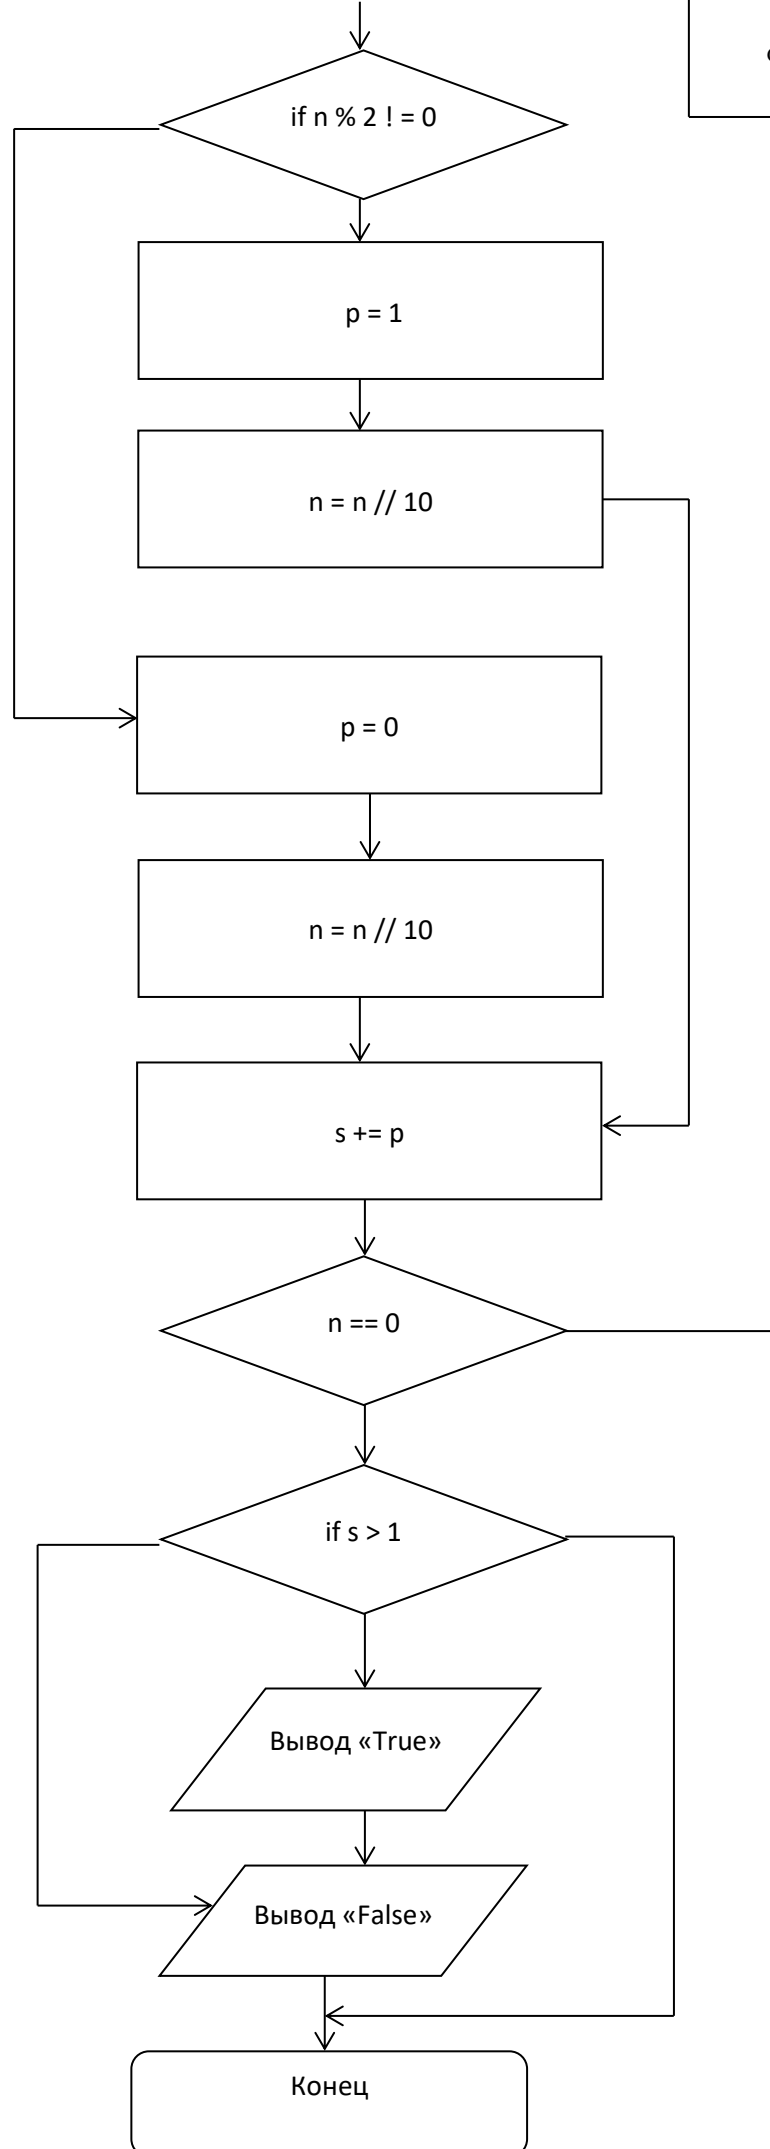 if n % 2 ! = 0
p = 1
n = n // 10
p = 0
n = n // 10
s += p
n == 0
if s > 1
Вывод «True»
Вывод «False»
Конец